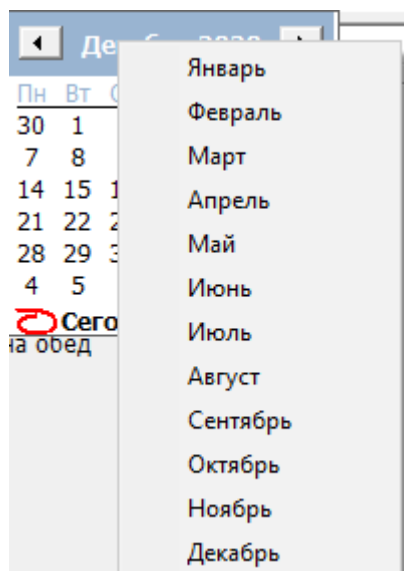 Пн Вт
30 1
7 8
14 15
21 22
28 29
4 5
на обед
Январь
Февраль
Март
Апрель
Май
Июнь
Июль
Август
Сентябрь
Октябрь
Ноябрь
Декабрь